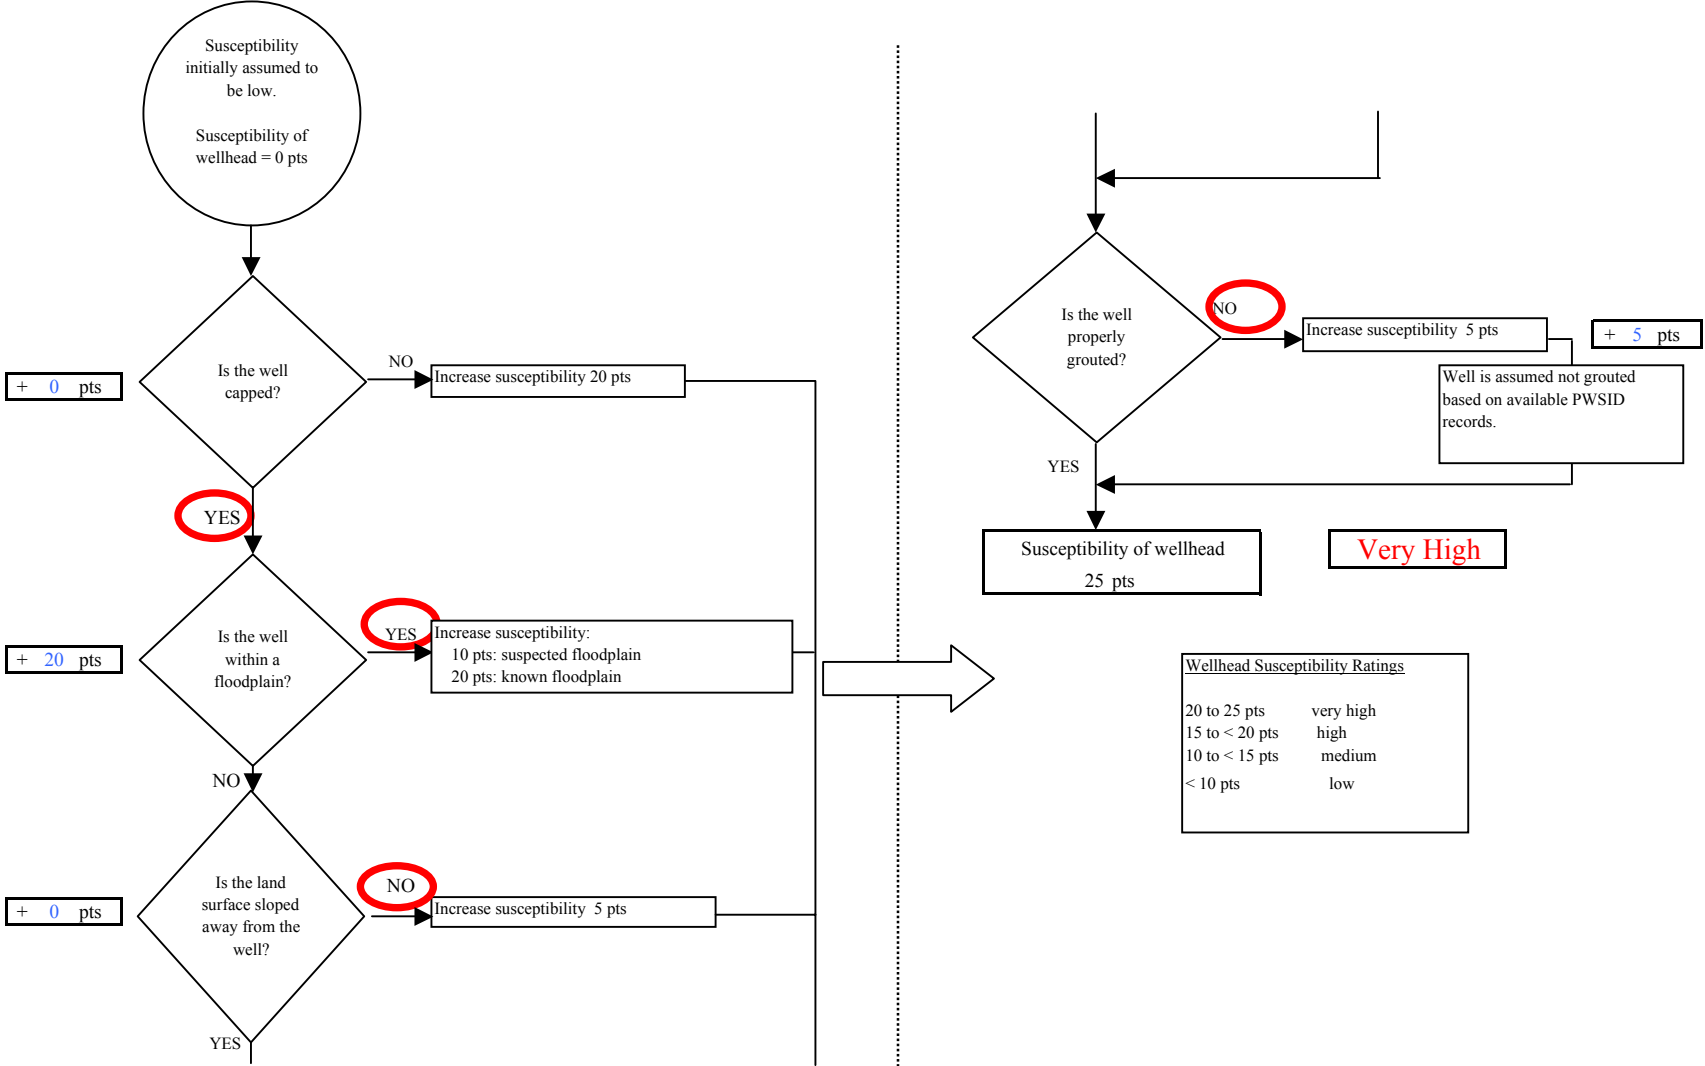 Susceptibility
initially assumed to
be low.
Susceptibility of
wellhead = 0 pts
Is the well
capped?
NO
Increase susceptibility 20 pts
+ 0 pts
YES
Is the well
within a
floodplain?
YES
Increase susceptibility:
10 pts: suspected floodplain
20 pts: known floodplain
+ 20 pts
NO
Is the land
surface sloped
away from the
well?
NO
Increase susceptibility 5 pts
+ 0 pts
YES
Is the well
properly
grouted?
NO
Increase susceptibility 5 pts
+ 5 pts
Well is assumed not grouted
based on available PWSID
records.
YES
Susceptibility of wellhead
25 pts
Very High
Wellhead Susceptibility Ratings
20 to 25 pts very high
15 to < 20 pts high
10 to < 15 pts medium
< 10 pts low